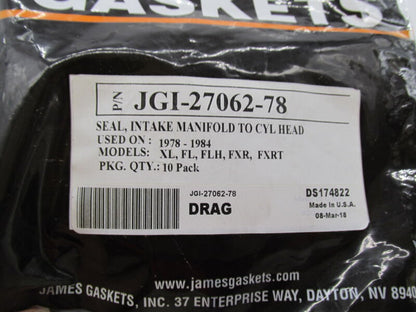 GASKETS
P/N JGI-27062-78
SEAL, INTAKE MANIFOLD TO CYL HEAD
USED ON : 1978 - 1984
MODELS: XL, FL, FLH, FXR, FXRT
PKG. QTY.: 10 Pack
JGI-27062-78 DS174822
DRAG Made in U.S.A.
08-Mar-18
www.jamesgaskets.com
JAMES GASKETS, INC. 37 ENTERPRISE WAY, DAYTON, NV 8940